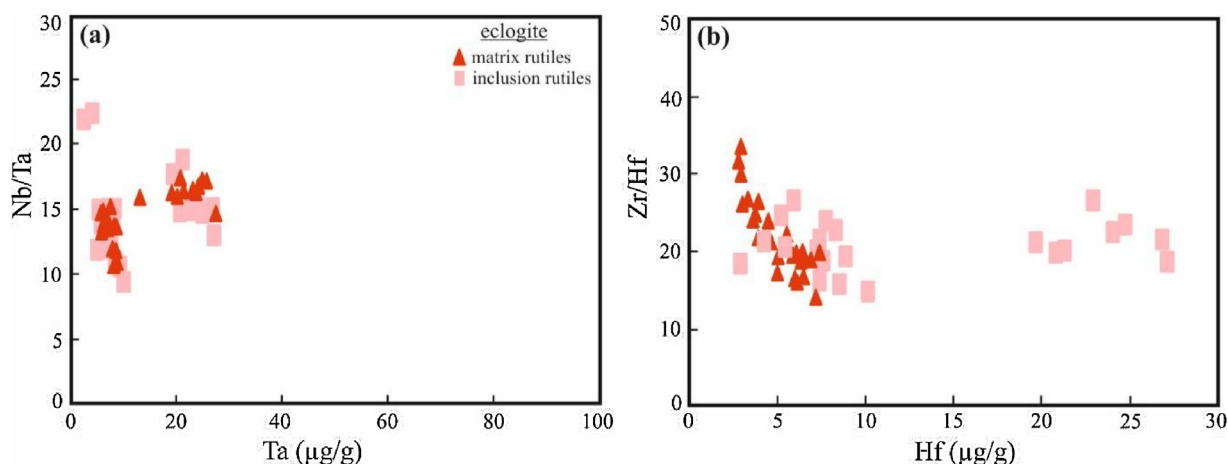 (a)
eclogite
matrix rutiles
inclusion rutiles
30
25
20
15
10
5
0
Nb/Ta
0 20 40 60 80 100
Ta (µg/g)
(b)
50
40
30
20
10
0
Zr/Hf
0 5 10 15 20 25 30
Hf (µg/g)